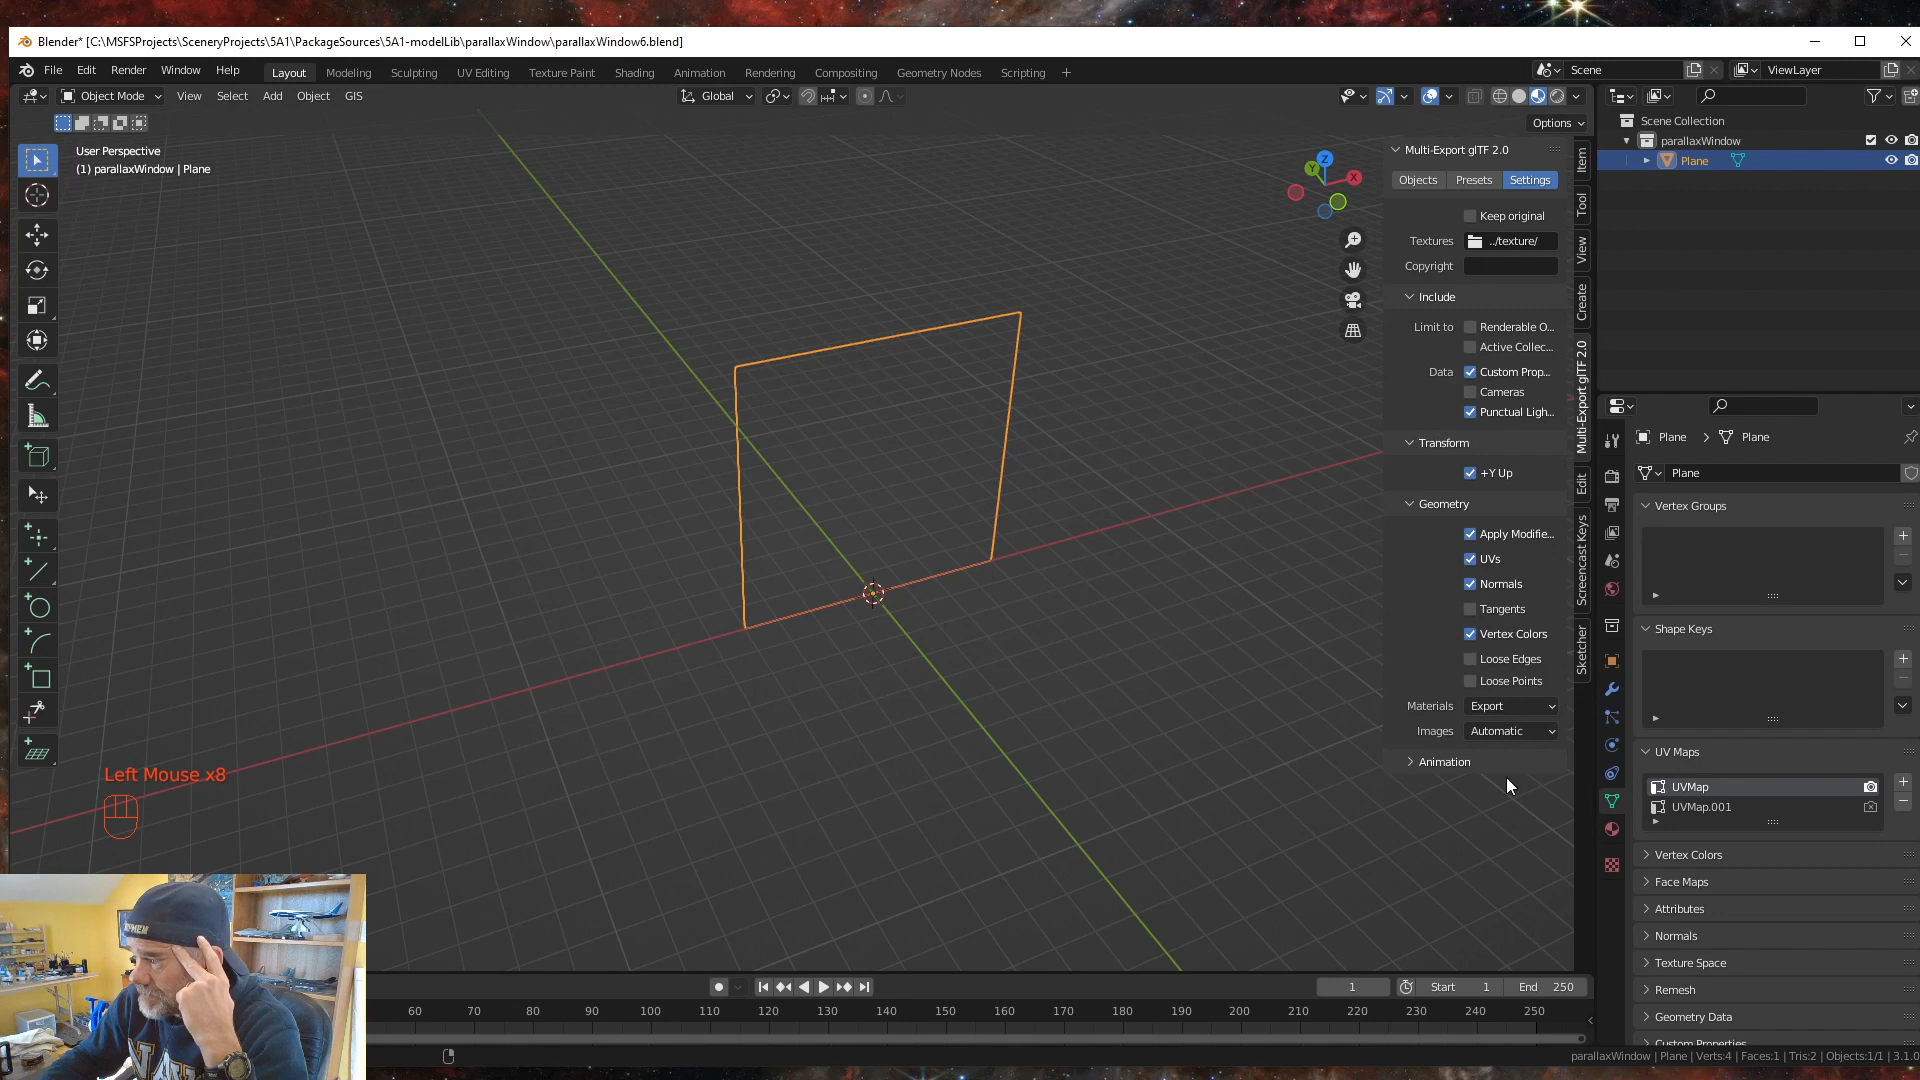 Blender* [C:\MSFSProjects\SceneryProjects\5A1\PackageSources\5A1-modelLib\parallaxWindow\parallaxWindow6.blend]
File Edit Render Window Help
Layout Modeling Sculpting UV Editing Texture Paint Shading Animation Rendering Compositing Geometry Nodes Scripting +
Scene
ViewLayer
Object Mode View Select Add Object GIS
Global
Options
User Perspective
(1) parallaxWindow | Plane
Z
Y
X
Multi-Export glTF 2.0
Objects Presets Settings
Keep original
Textures ../texture/
Copyright
Include
Limit to Renderable O...
Active Collec...
Data Custom Prop...
Cameras
Punctual Ligh...
Transform
+Y Up
Geometry
Apply Modifie...
UVs
Normals
Tangents
Vertex Colors
Loose Edges
Loose Points
Materials Export
Images Automatic
Animation
Item
Tool
View
Create
Multi-Export glTF 2.0
Edit
Screencast Keys
Sketcher
Scene Collection
parallaxWindow
Plane
Plane > Plane
Plane
Vertex Groups
Shape Keys
UV Maps
UVMap
UVMap.001
Vertex Colors
Face Maps
Attributes
Normals
Texture Space
Remesh
Geometry Data
Custom Properties
Left Mouse x8
1 Start 1 End 250
60 70 80 90 100 110 120 130 140 150 160 170 180 190 200 210 220 230 240 250
parallaxWindow | Plane | Verts:4 | Faces:1 | Tris:2 | Objects:1/1 | 3.1.0